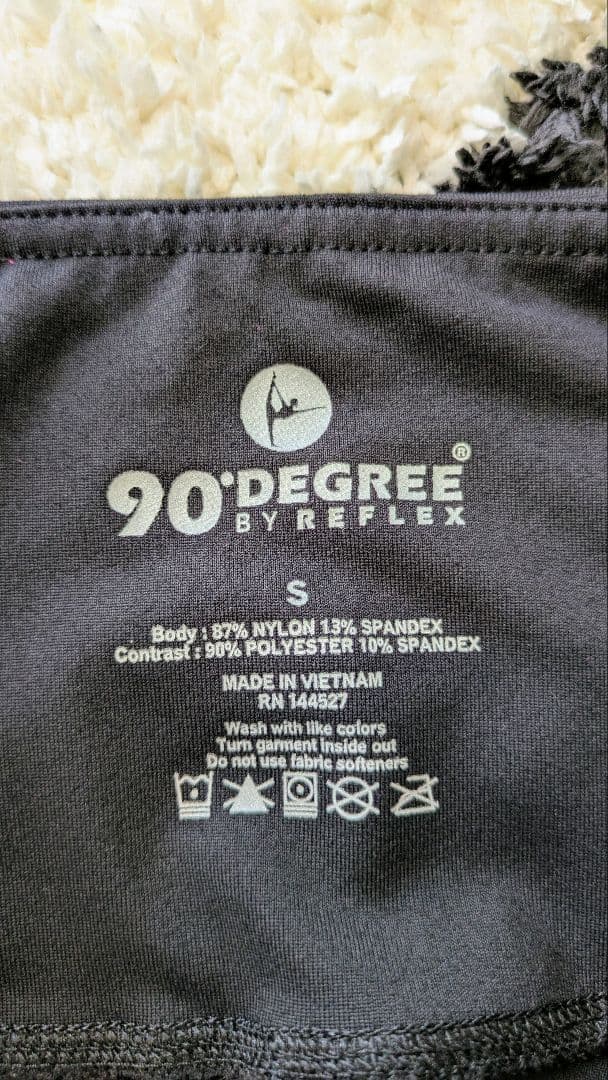 90°DEGREE®
BY REFLEX
S
Body : 87% NYLON 13% SPANDEX
Contrast : 90% POLYESTER 10% SPANDEX
MADE IN VIETNAM
RN 144527
Wash with like colors
Turn garment inside out
Do not use fabric softeners